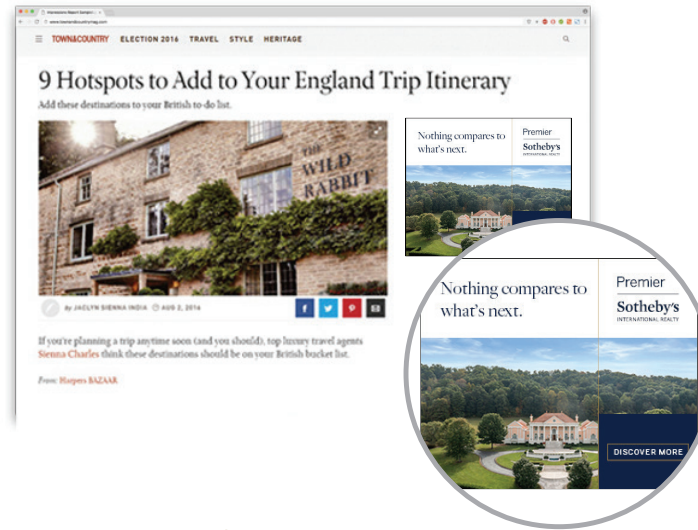 www.townandcountrymag.com
TOWN&COUNTRY ELECTION 2016 TRAVEL STYLE HERITAGE
9 Hotspots to Add to Your England Trip Itinerary
Add these destinations to your British to-do list.
THE
WILD
RABBIT
by JACLYN SIENNA INDIA AUG 2, 2016
If you're planning a trip anytime soon (and you should), top luxury travel agents
Sienna Charles think these destinations should be on your British bucket list.
From: Harpers BAZAAR
Nothing compares to
what's next.
Premier
Sotheby's
INTERNATIONAL REALTY
Nothing compares to
what's next.
Premier
Sotheby's
INTERNATIONAL REALTY
DISCOVER MORE